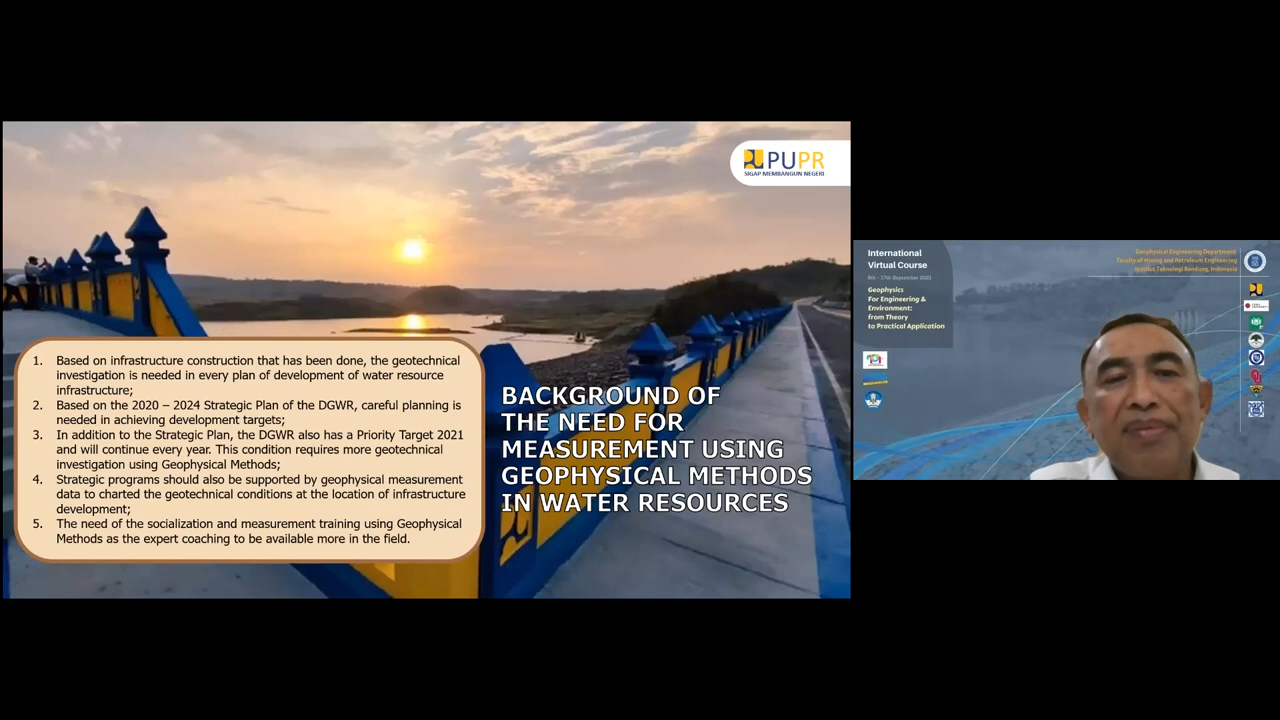 PUPR
SIGAP MEMBANGUN NEGERI
1. Based on infrastructure construction that has been done, the geotechnical
investigation is needed in every plan of development of water resource
infrastructure;
2. Based on the 2020 – 2024 Strategic Plan of the DGWR, careful planning is
needed in achieving development targets;
3. In addition to the Strategic Plan, the DGWR also has a Priority Target 2021
and will continue every year. This condition requires more geotechnical
investigation using Geophysical Methods;
4. Strategic programs should also be supported by geophysical measurement
data to charted the geotechnical conditions at the location of infrastructure
development;
5. The need of the socialization and measurement training using Geophysical
Methods as the expert coaching to be available more in the field.
BACKGROUND OF
THE NEED FOR
MEASUREMENT USING
GEOPHYSICAL METHODS
IN WATER RESOURCES
International
Virtual Course
6th - 17th September 2021
Geophysics
For Engineering &
Environment:
from Theory
to Practical Application
Geophysical Engineering Department
Faculty of Mining and Petroleum Engineering
Institut Teknologi Bandung, Indonesia